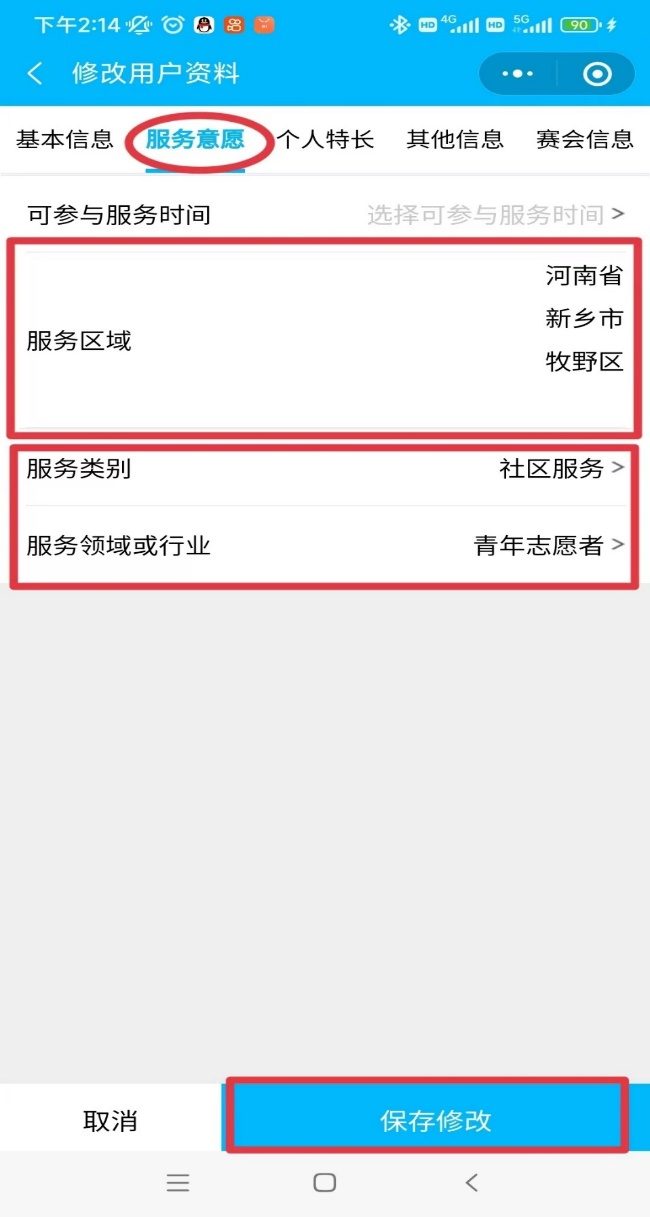 下午2:14 HD 4G HD 5G 90
修改用户资料
基本信息 服务意愿 个人特长 其他信息 赛会信息
可参与服务时间 选择可参与服务时间 >
河南省
新乡市
服务区域
牧野区
服务类别 社区服务 >
服务领域或行业 青年志愿者 >
取消 保存修改